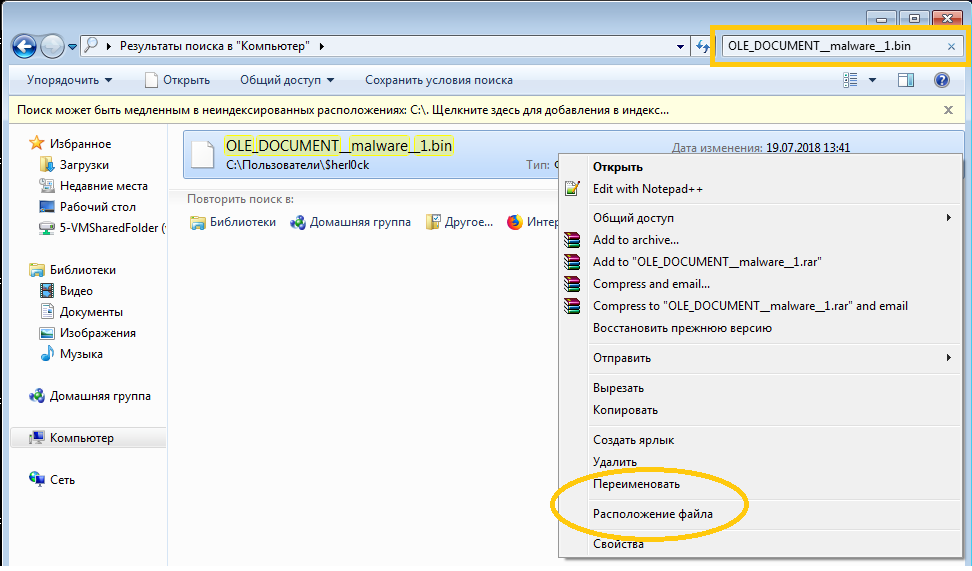 Результаты поиска в "Компьютер"
OLE_DOCUMENT__malware__1.bin
Упорядочить
Открыть
Общий доступ
Сохранить условия поиска
Поиск может быть медленным в неиндексированных расположениях: C:\. Щелкните здесь для добавления в индекс...
Избранное
Загрузки
Недавние места
Рабочий стол
5-VMSharedFolder (
Библиотеки
Видео
Документы
Изображения
Музыка
Домашняя группа
Компьютер
Сеть
OLE_DOCUMENT__malware__1.bin
C:\Пользователи\$herl0ck
Тип:
Дата изменения: 19.07.2018 13:41
Повторить поиск в:
Библиотеки
Домашняя группа
Другое...
Интер
Открыть
Edit with Notepad++
Общий доступ
Add to archive...
Add to "OLE_DOCUMENT__malware__1.rar"
Compress and email...
Compress to "OLE_DOCUMENT__malware__1.rar" and email
Восстановить прежнюю версию
Отправить
Вырезать
Копировать
Создать ярлык
Удалить
Переименовать
Расположение файла
Свойства